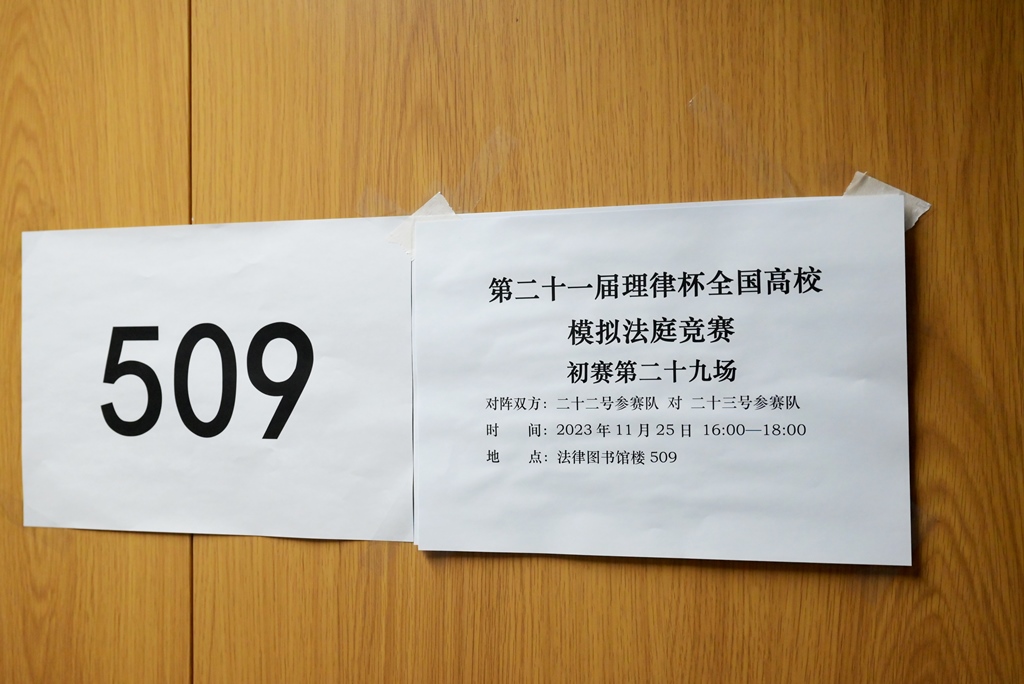 509
第二十一届理律杯全国高校
模拟法庭竞赛
初赛第二十九场
对阵双方：二十二号参赛队 对 二十三号参赛队
时 间：2023 年 11 月 25 日 16:00—18:00
地 点：法律图书馆楼 509